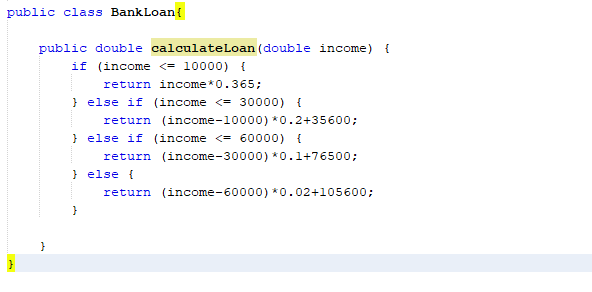 public class BankLoan{
public double calculateLoan(double income) {
if (income <= 10000) {
return income*0.365;
} else if (income <= 30000) {
return (income-10000)*0.2+35600;
} else if (income <= 60000) {
return (income-30000)*0.1+76500;
} else {
return (income-60000)*0.02+105600;
}
}
}